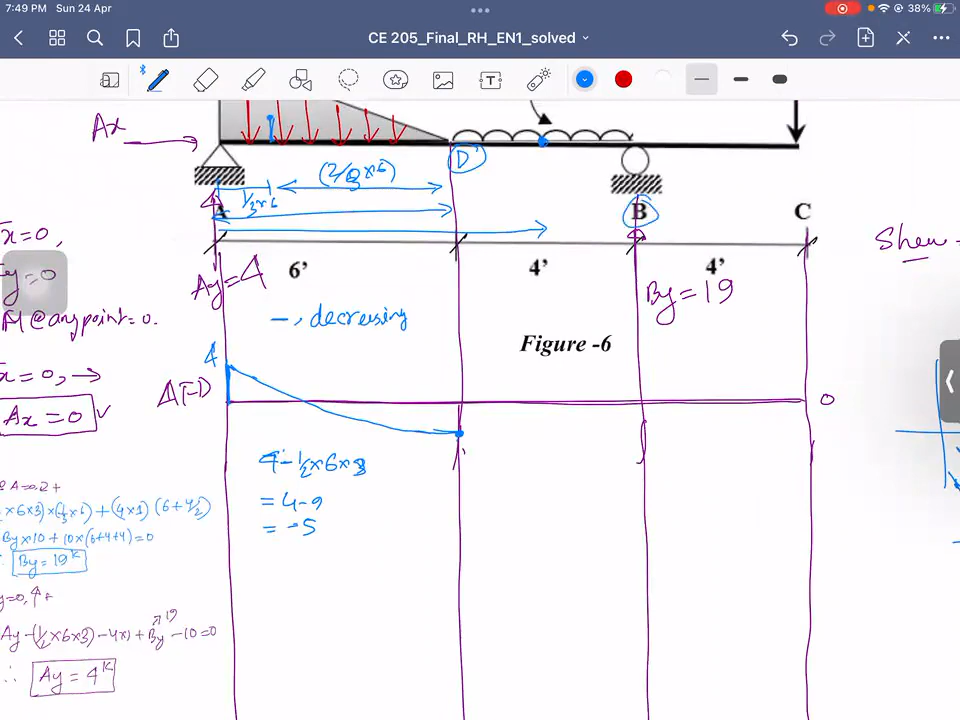 7:49 PM Sun 24 Apr
38%
CE 205_Final_RH_EN1_solved
Ax
D
(2/3×6)
1/3×6
A
B
C
x=0,
y=0
M@any point=0.
x=0, →
Ax=0
6'
4'
4'
Ay=4
By=19
Shear
−, decreasing
Figure -6
4
0
4-1/2×6×3
= 4-9
= -5
×6×3)×(1/3×6)+(4×1)(6+4/2)
By×10+10×(6+4+4)=0
By=19ᵏ
y=0, ↑+
19
Ay-(1/2×6×3)-4×1+By-10=0
∴ Ay=4ᵏ